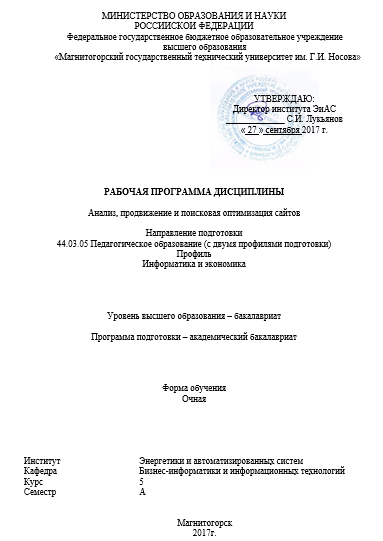 МИНИСТЕРСТВО ОБРАЗОВАНИЯ И НАУКИ
РОССИЙСКОЙ ФЕДЕРАЦИИ
Федеральное государственное бюджетное образовательное учреждение
высшего образования
«Магнитогорский государственный технический университет им. Г.И. Носова»
УТВЕРЖДАЮ:
Директор института ЭиАС
С.И. Лукьянов
« 27 » сентября 2017 г.
РАБОЧАЯ ПРОГРАММА ДИСЦИПЛИНЫ
Анализ, продвижение и поисковая оптимизация сайтов
Направление подготовки
44.03.05 Педагогическое образование (с двумя профилями подготовки)
Профиль
Информатика и экономика
Уровень высшего образования – бакалавриат
Программа подготовки – академический бакалавриат
Форма обучения
Очная
Институт Энергетики и автоматизированных систем
Кафедра Бизнес-информатики и информационных технологий
Курс 5
Семестр А
Магнитогорск
2017г.